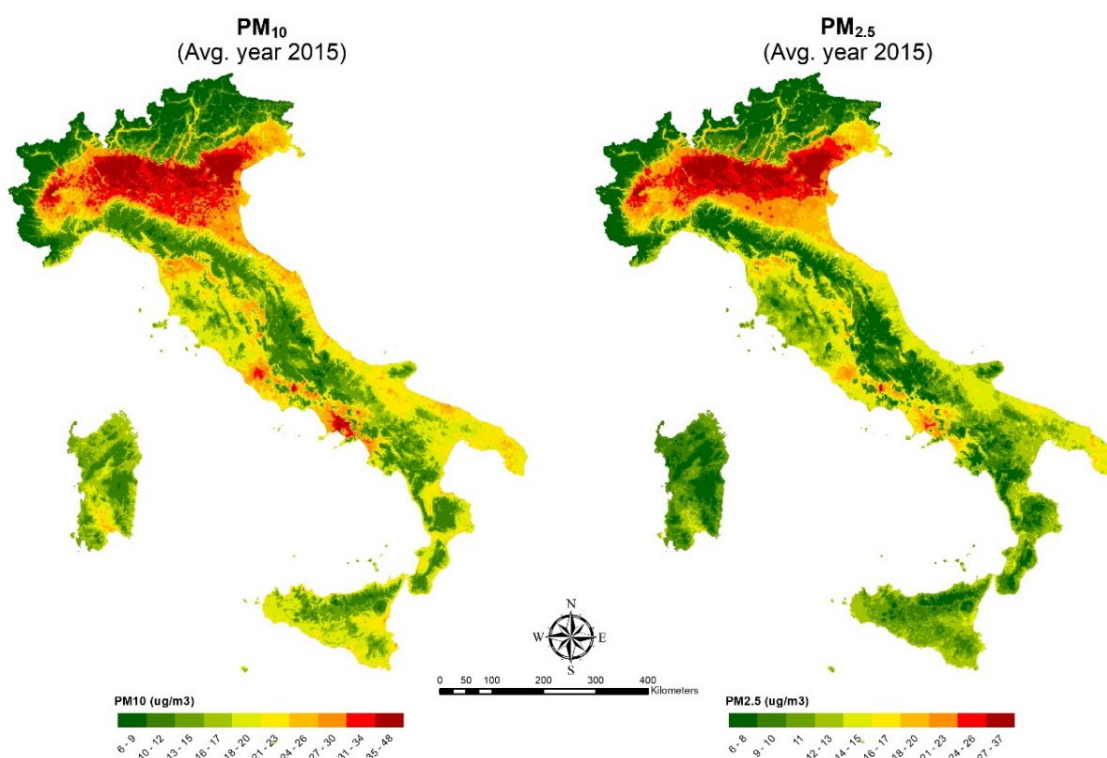 PM10
(Avg. year 2015)
PM2.5
(Avg. year 2015)
N
W E
S
0 50 100 200 300 400
Kilometers
PM10 (ug/m3)
6 - 9
10 - 12
13 - 15
16 - 17
18 - 20
21 - 23
24 - 26
27 - 30
31 - 34
35 - 48
PM2.5 (ug/m3)
6 - 8
9 - 10
11
12 - 13
14 - 15
16 - 17
18 - 20
21 - 23
24 - 26
27 - 37